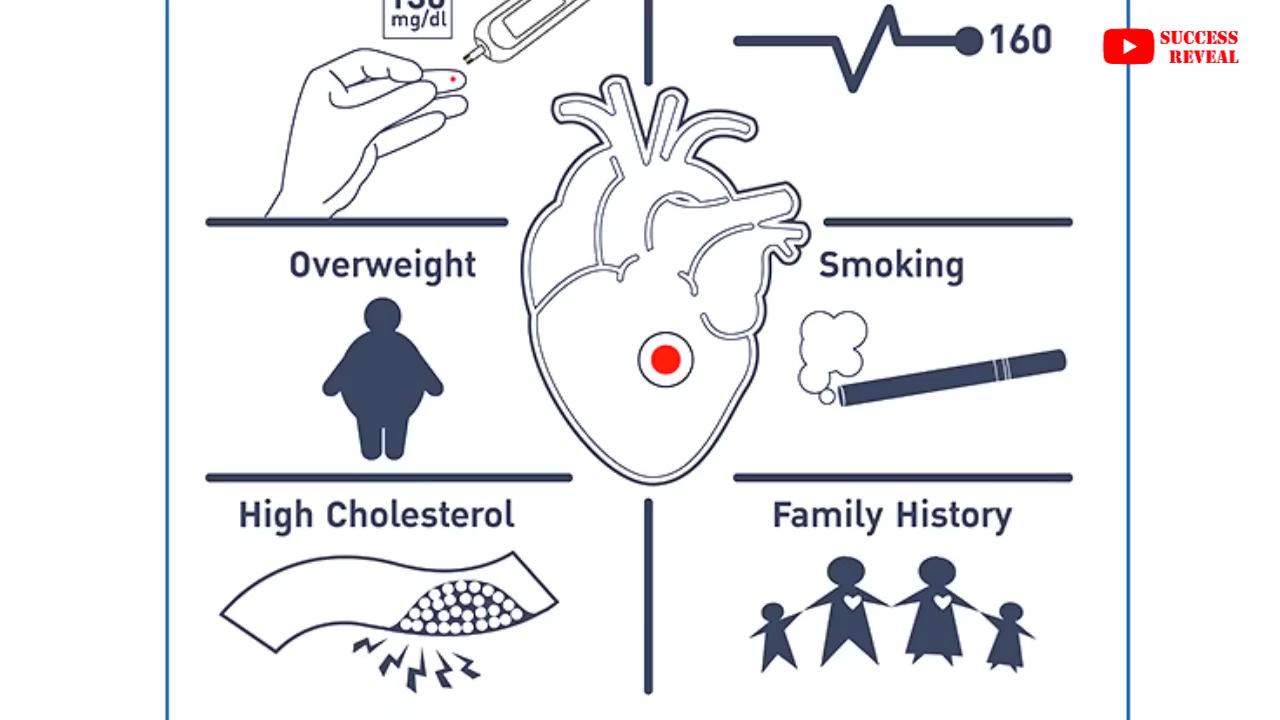 mg/dl
160
SUCCESS
REVEAL
Overweight
Smoking
High Cholesterol
Family History